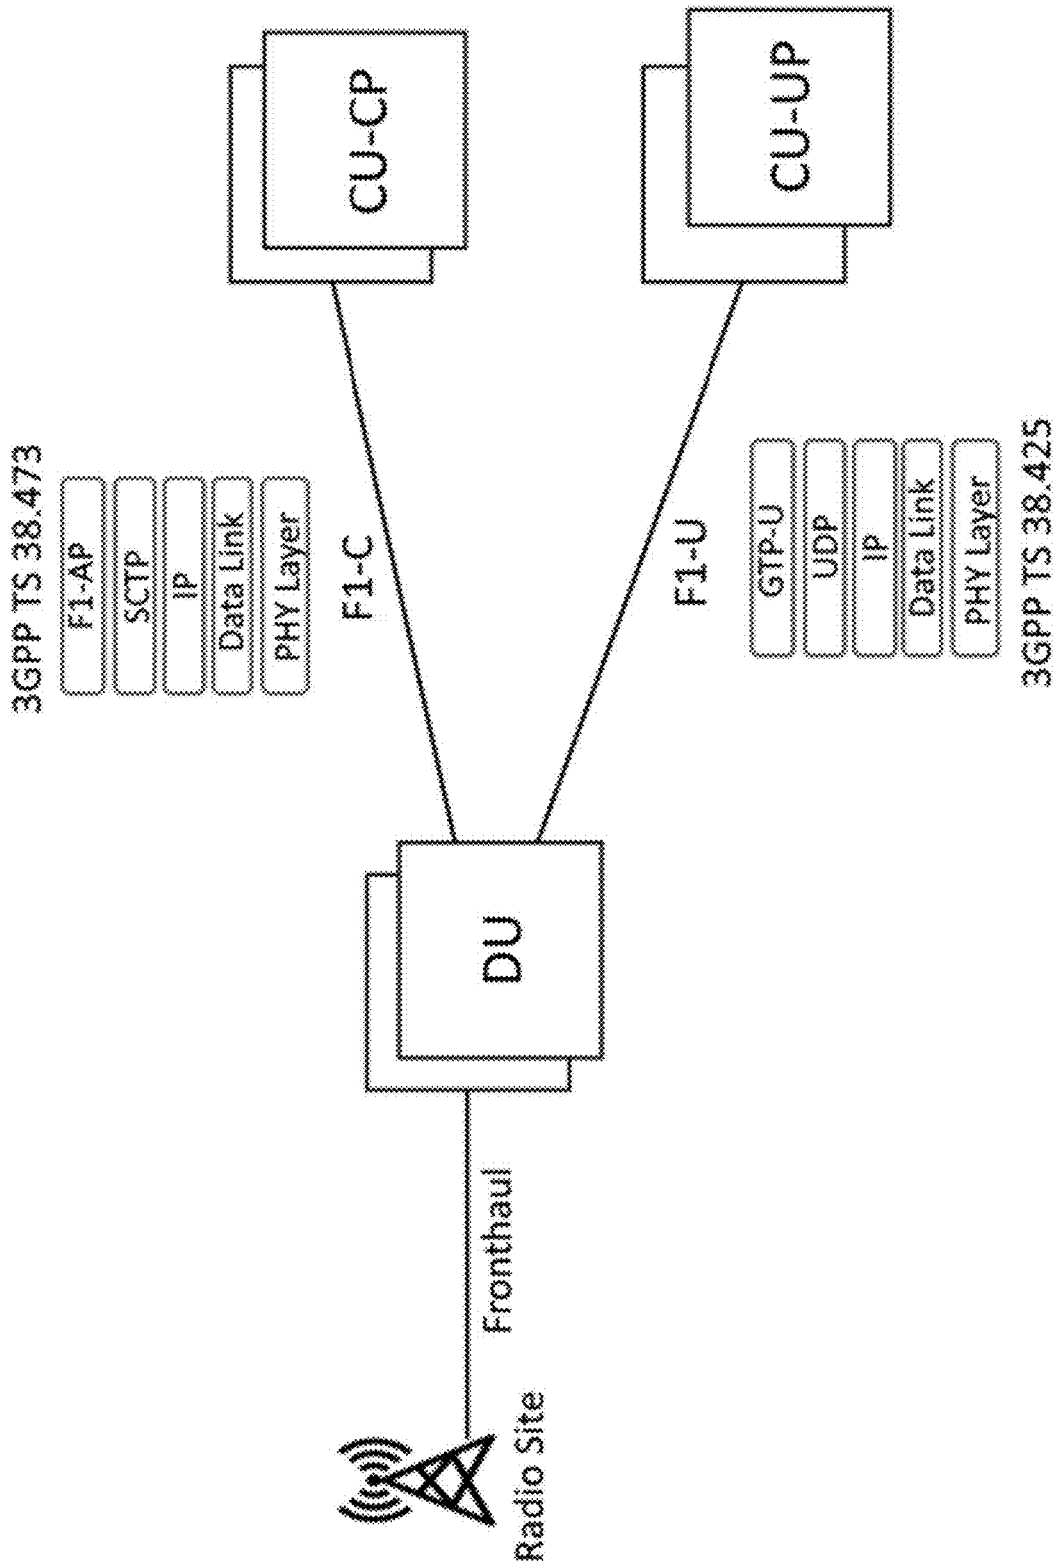 3GPP TS 38.473
F1-AP
SCTP
IP
Data Link
PHY Layer
F1-C
CU-CP
Radio Site
Fronthaul
DU
F1-U
CU-UP
GTP-U
UDP
IP
Data Link
PHY Layer
3GPP TS 38.425